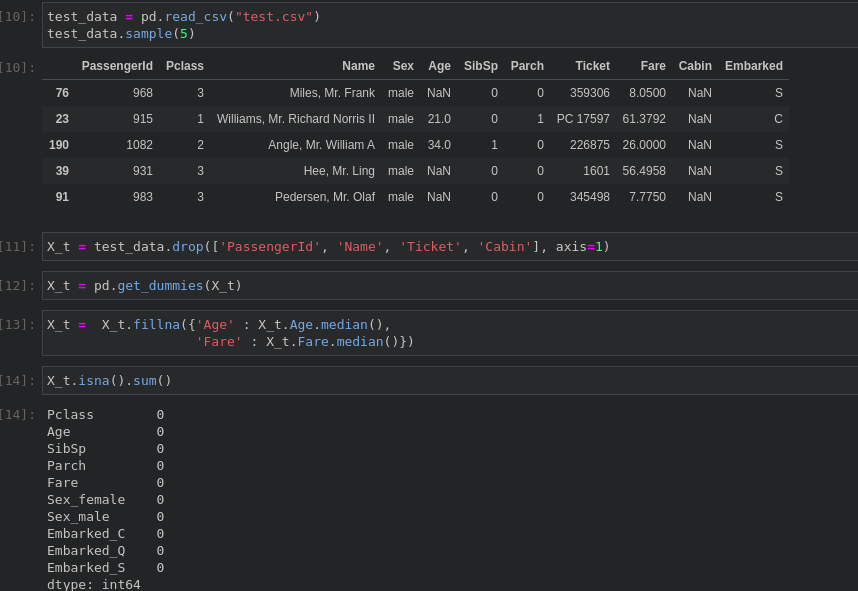 [10]: test_data = pd.read_csv("test.csv")
test_data.sample(5)
[10]: PassengerId Pclass Name Sex Age SibSp Parch Ticket Fare Cabin Embarked
76 968 3 Miles, Mr. Frank male NaN 0 0 359306 8.0500 NaN S
23 915 1 Williams, Mr. Richard Norris II male 21.0 0 1 PC 17597 61.3792 NaN C
190 1082 2 Angle, Mr. William A male 34.0 1 0 226875 26.0000 NaN S
39 931 3 Hee, Mr. Ling male NaN 0 0 1601 56.4958 NaN S
91 983 3 Pedersen, Mr. Olaf male NaN 0 0 345498 7.7750 NaN S
[11]: X_t = test_data.drop(['PassengerId', 'Name', 'Ticket', 'Cabin'], axis=1)
[12]: X_t = pd.get_dummies(X_t)
[13]: X_t =  X_t.fillna({'Age' : X_t.Age.median(),
'Fare' : X_t.Fare.median()})
[14]: X_t.isna().sum()
[14]: Pclass 0
Age 0
SibSp 0
Parch 0
Fare 0
Sex_female 0
Sex_male 0
Embarked_C 0
Embarked_Q 0
Embarked_S 0
dtype: int64